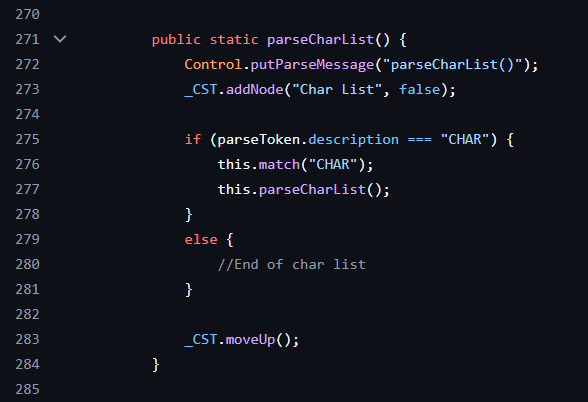 270
271 public static parseCharList() {
272 Control.putParseMessage("parseCharList()");
273 _CST.addNode("Char List", false);
274
275 if (parseToken.description === "CHAR") {
276 this.match("CHAR");
277 this.parseCharList();
278 }
279 else {
280 //End of char list
281 }
282
283 _CST.moveUp();
284 }
285